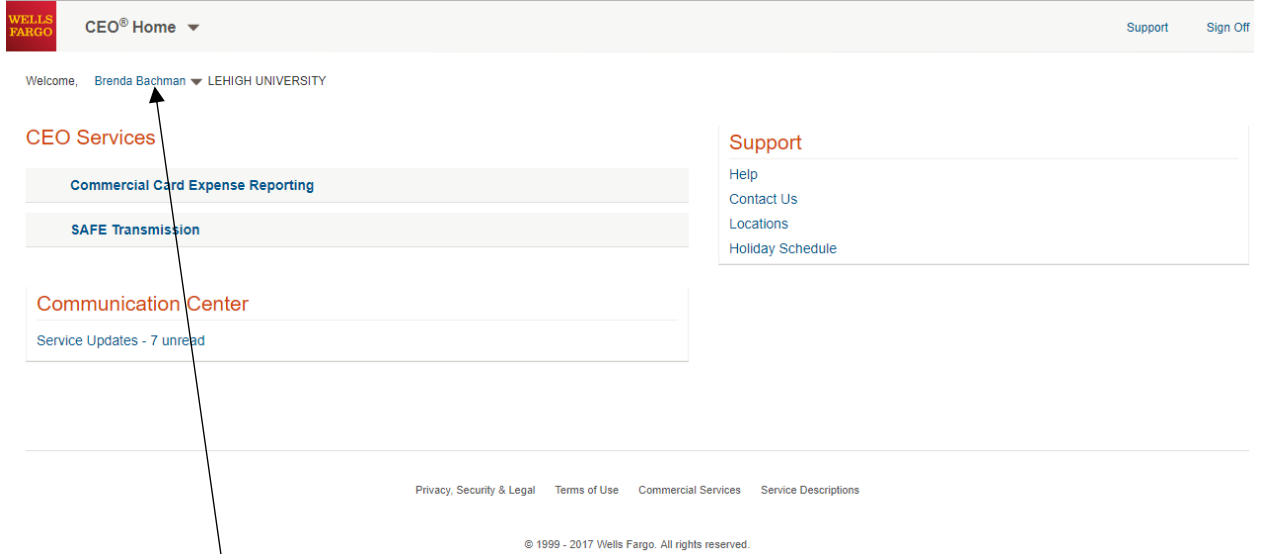 WELLS
FARGO
CEO® Home
Support
Sign Off
Welcome, Brenda Bachman LEHIGH UNIVERSITY
CEO Services
Commercial Card Expense Reporting
SAFE Transmission
Support
Help
Contact Us
Locations
Holiday Schedule
Communication Center
Service Updates - 7 unread
Privacy, Security & Legal Terms of Use Commercial Services Service Descriptions
© 1999 - 2017 Wells Fargo. All rights reserved.